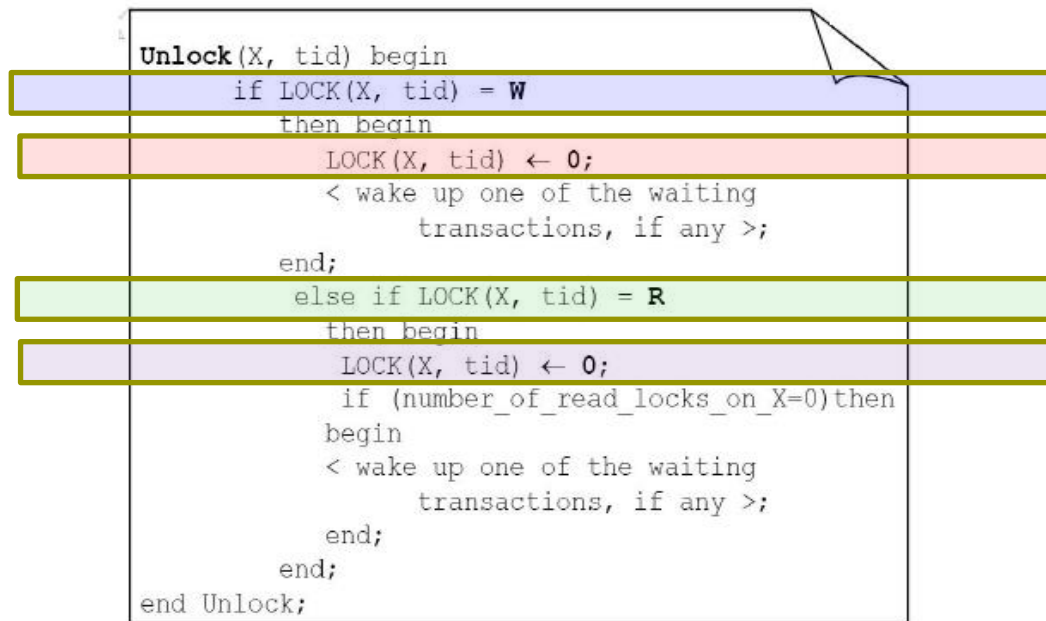 Unlock(X, tid) begin
if LOCK(X, tid) = W
then begin
LOCK(X, tid) ← 0;
< wake up one of the waiting
transactions, if any >;
end;
else if LOCK(X, tid) = R
then begin
LOCK(X, tid) ← 0;
if (number_of_read_locks_on_X=0)then
begin
< wake up one of the waiting
transactions, if any >;
end;
end;
end Unlock;